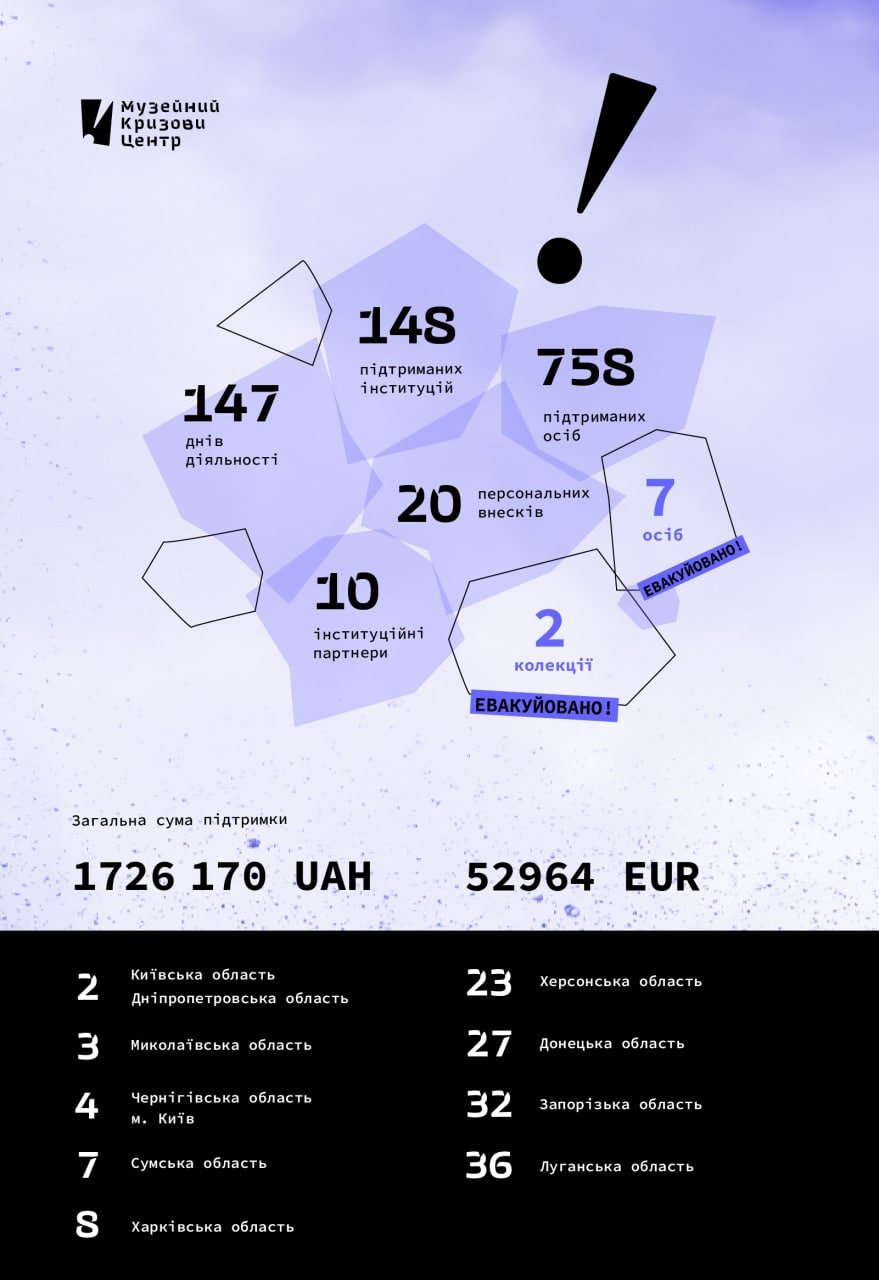 Музейний
Кризови
Центр
148
підтриманих
інституцій
758
підтриманих
осіб
147
днів
діяльності
20 персональних
внесків
7
осіб
ЕВАКУЙОВАНО!
10
інституційні
партнери
2
колекції
ЕВАКУЙОВАНО!
Загальна сума підтримки
1726 170 UAH
52964 EUR
2 Київська область
Дніпропетровська область
3 Миколаївська область
4 Чернігівська область
м. Київ
7 Сумська область
8 Харківська область
23 Херсонська область
27 Донецька область
32 Запорізька область
36 Луганська область